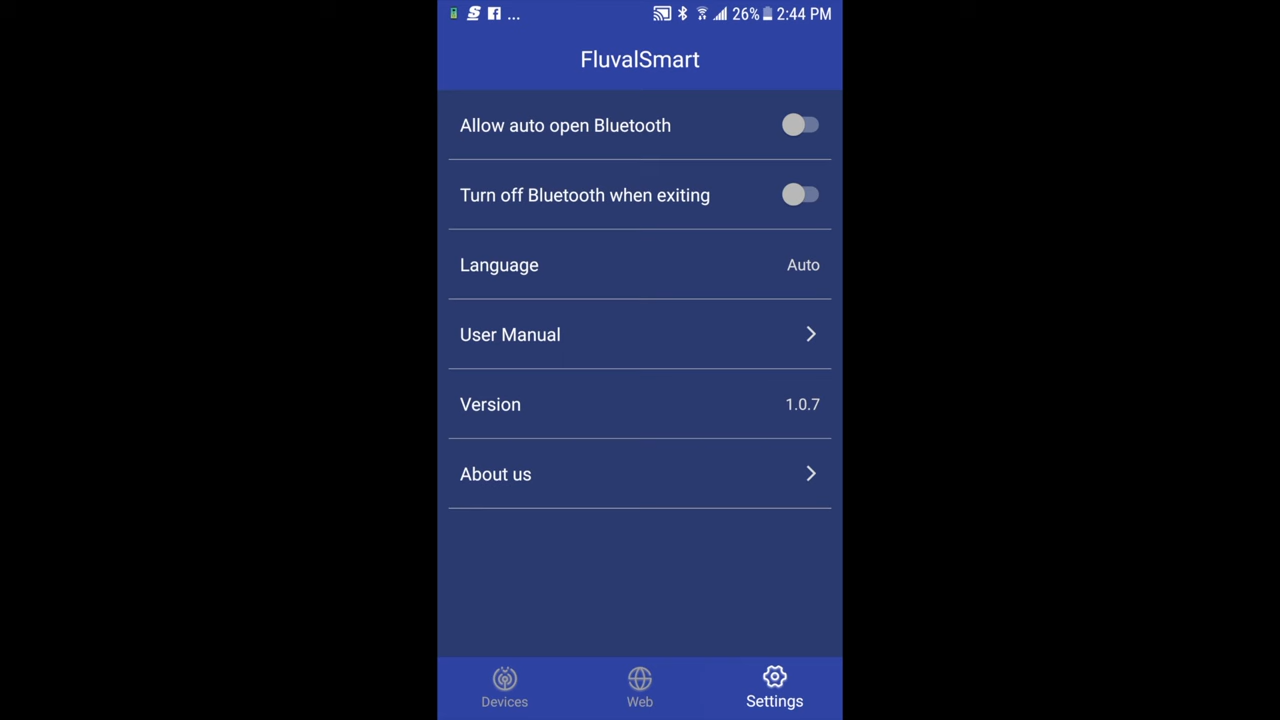 ... 26% 2:44 PM
FluvalSmart
Allow auto open Bluetooth
Turn off Bluetooth when exiting
Language Auto
User Manual
Version 1.0.7
About us
Devices Web Settings